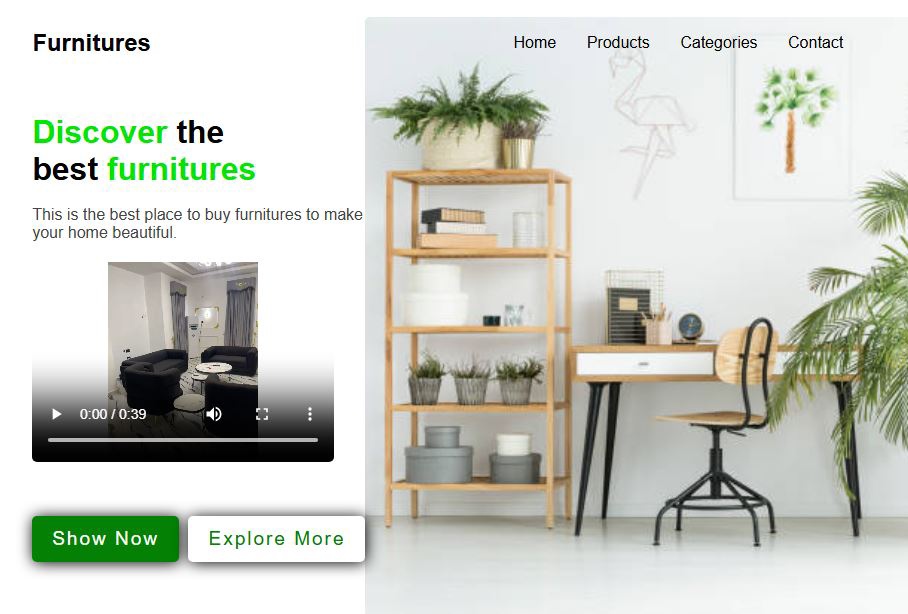 Furnitures
Home Products Categories Contact
Discover the
best furnitures
This is the best place to buy furnitures to make
your home beautiful.
0:00 / 0:39
Show Now Explore More